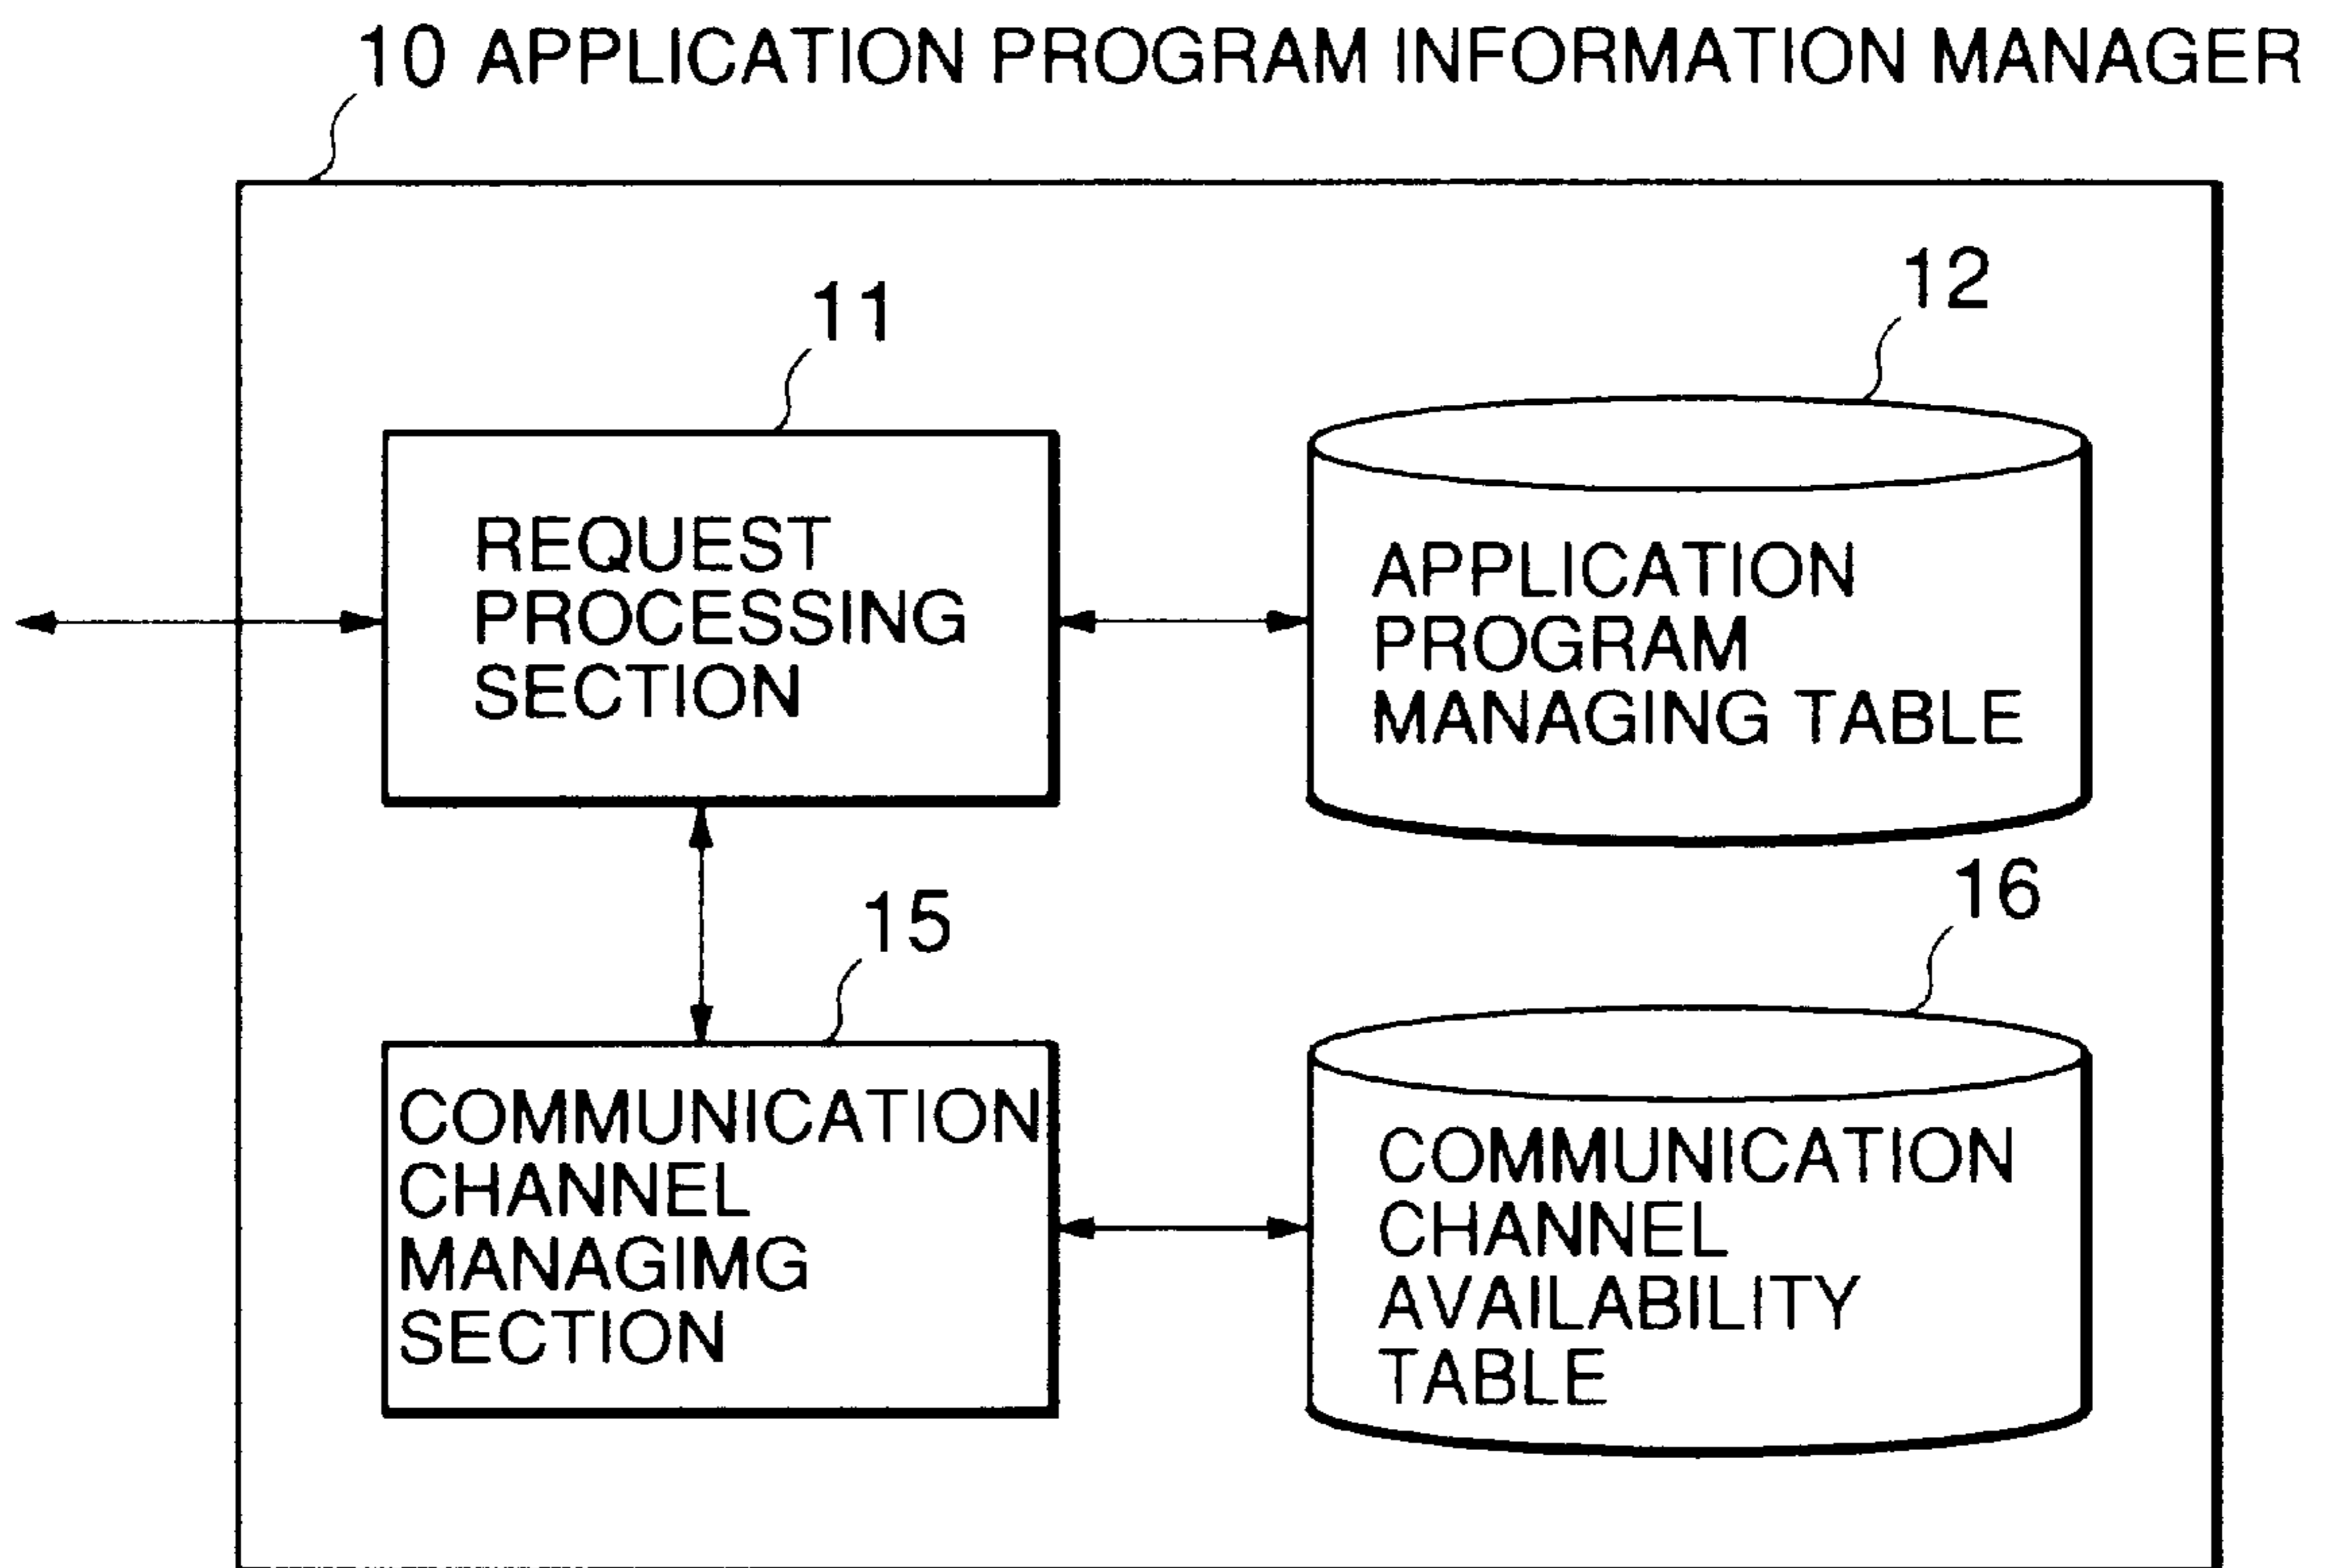 10 APPLICATION PROGRAM INFORMATION MANAGER
11
REQUEST
PROCESSING
SECTION
12
APPLICATION
PROGRAM
MANAGING TABLE
15
COMMUNICATION
CHANNEL
MANAGIMG
SECTION
16
COMMUNICATION
CHANNEL
AVAILABILITY
TABLE